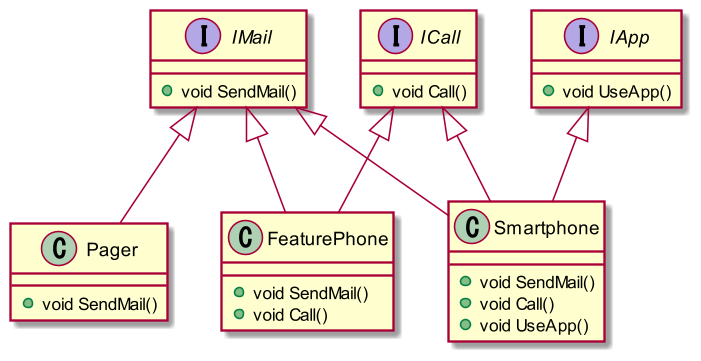 I IMail
void SendMail()
I ICall
void Call()
I IApp
void UseApp()
C Pager
void SendMail()
C FeaturePhone
void SendMail()
void Call()
C Smartphone
void SendMail()
void Call()
void UseApp()